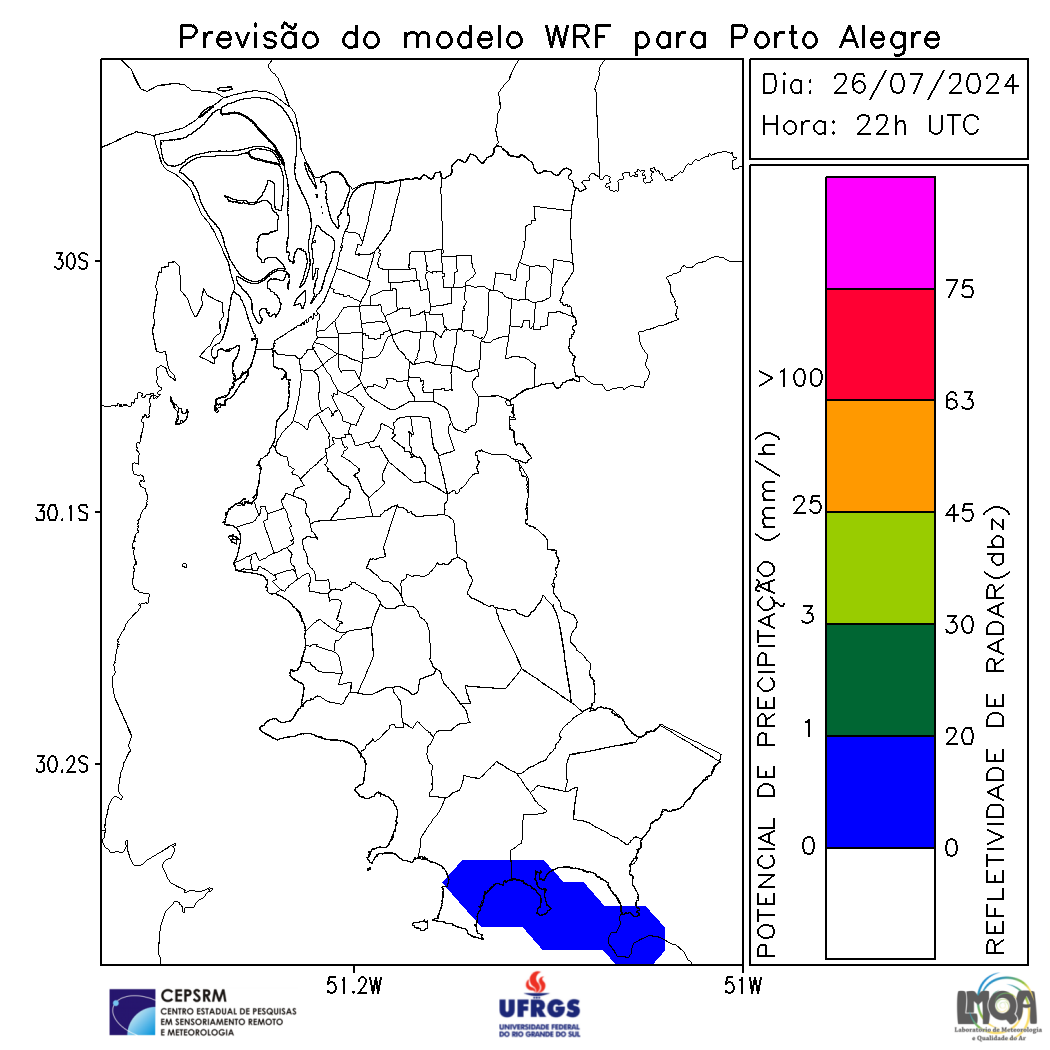 Previsão do modelo WRF para Porto Alegre
Dia: 26/07/2024
Hora: 22h UTC
30S
30.1S
30.2S
51.2W
51W
POTENCIAL DE PRECIPITAÇÃO (mm/h)
>100
25
3
1
0
75
63
45
30
20
0
REFLETIVIDADE DE RADAR(dbz)
CEPSRM
CENTRO ESTADUAL DE PESQUISAS
EM SENSORIAMENTO REMOTO
E METEOROLOGIA
UFRGS
UNIVERSIDADE FEDERAL
DO RIO GRANDE DO SUL
LMQA
Laboratório de Meteorologia
e Qualidade do Ar